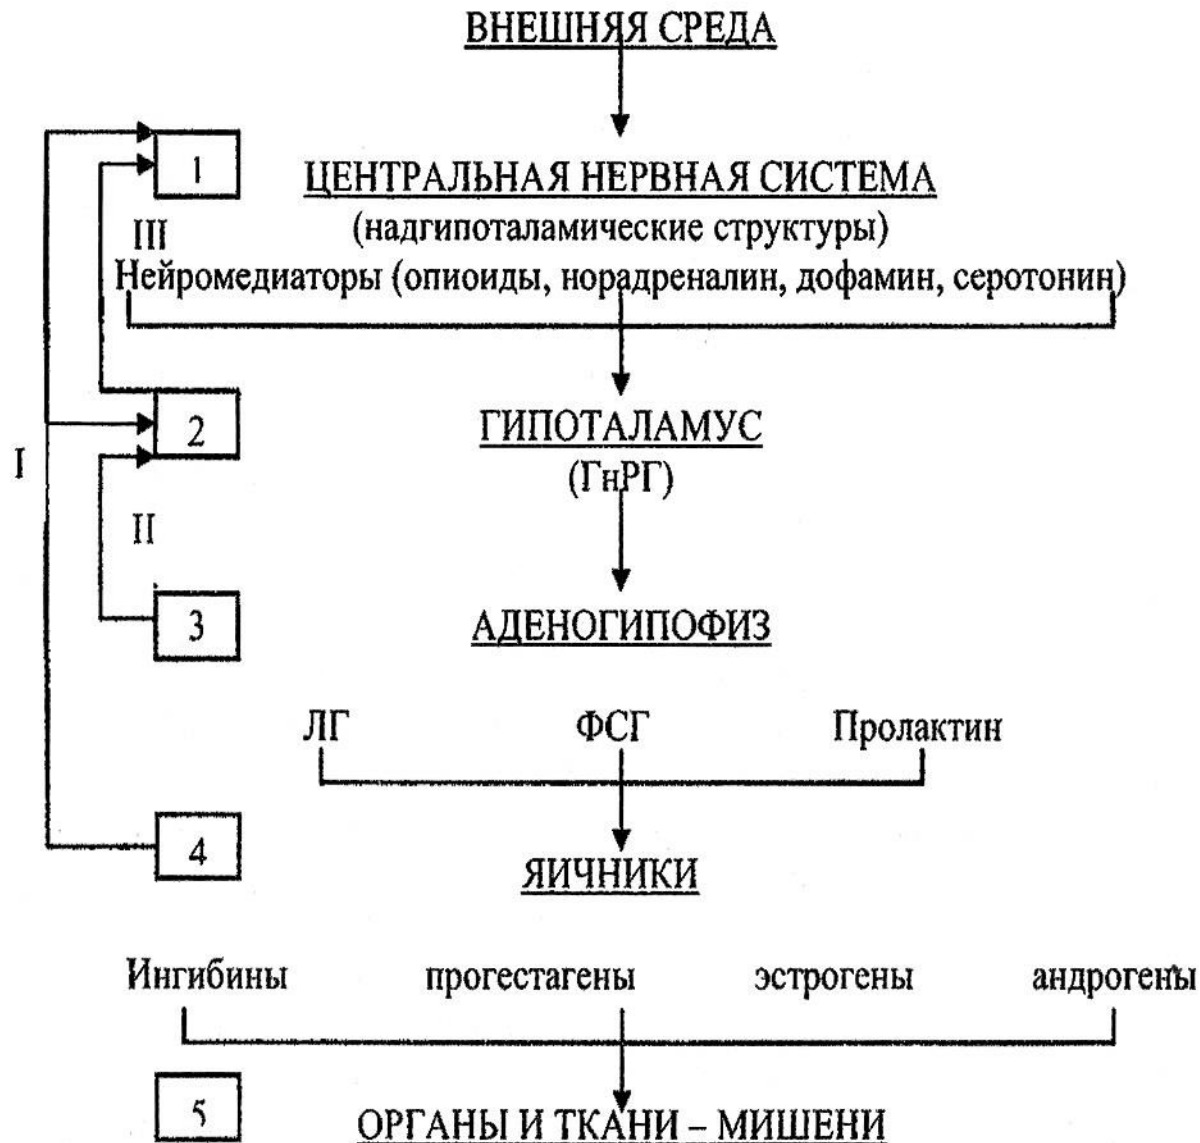 ВНЕШНЯЯ СРЕДА
1
ЦЕНТРАЛЬНАЯ НЕРВНАЯ СИСТЕМА
(надгипоталамические структуры)
III
Нейромедиаторы (опиоиды, норадреналин, дофамин, серотонин)
2
ГИПОТАЛАМУС
(ГнРГ)
I
II
3
АДЕНОГИПОФИЗ
ЛГ ФСГ Пролактин
4
ЯИЧНИКИ
Ингибины прогестагены эстрогены андрогены
5
ОРГАНЫ И ТКАНИ – МИШЕНИ